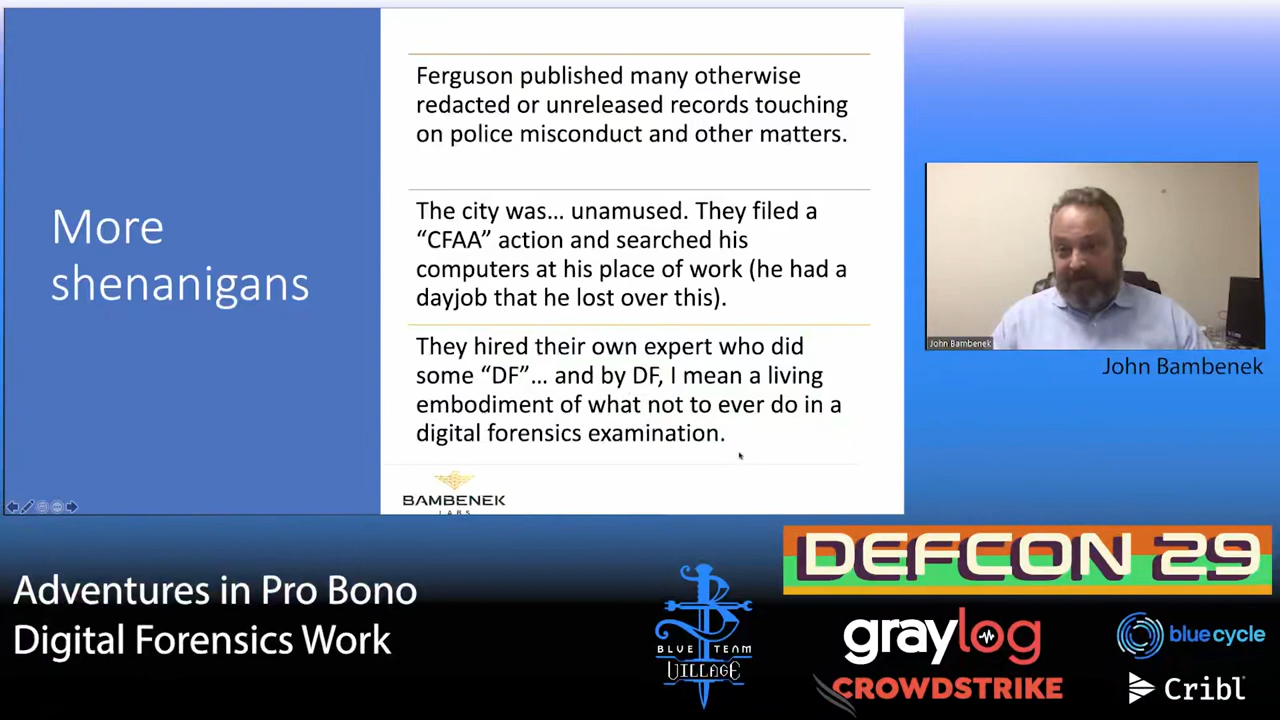 More
shenanigans
Ferguson published many otherwise
redacted or unreleased records touching
on police misconduct and other matters.
The city was... unamused. They filed a
“CFAA” action and searched his
computers at his place of work (he had a
dayjob that he lost over this).
They hired their own expert who did
some “DF”... and by DF, I mean a living
embodiment of what not to ever do in a
digital forensics examination.
BAMBENEK
LABS
John Bambenek
John Bambenek
Adventures in Pro Bono
Digital Forensics Work
BLUE TEAM
VILLAGE
DEFCON 29
graylog
CROWDSTRIKE
bluecycle
Cribl